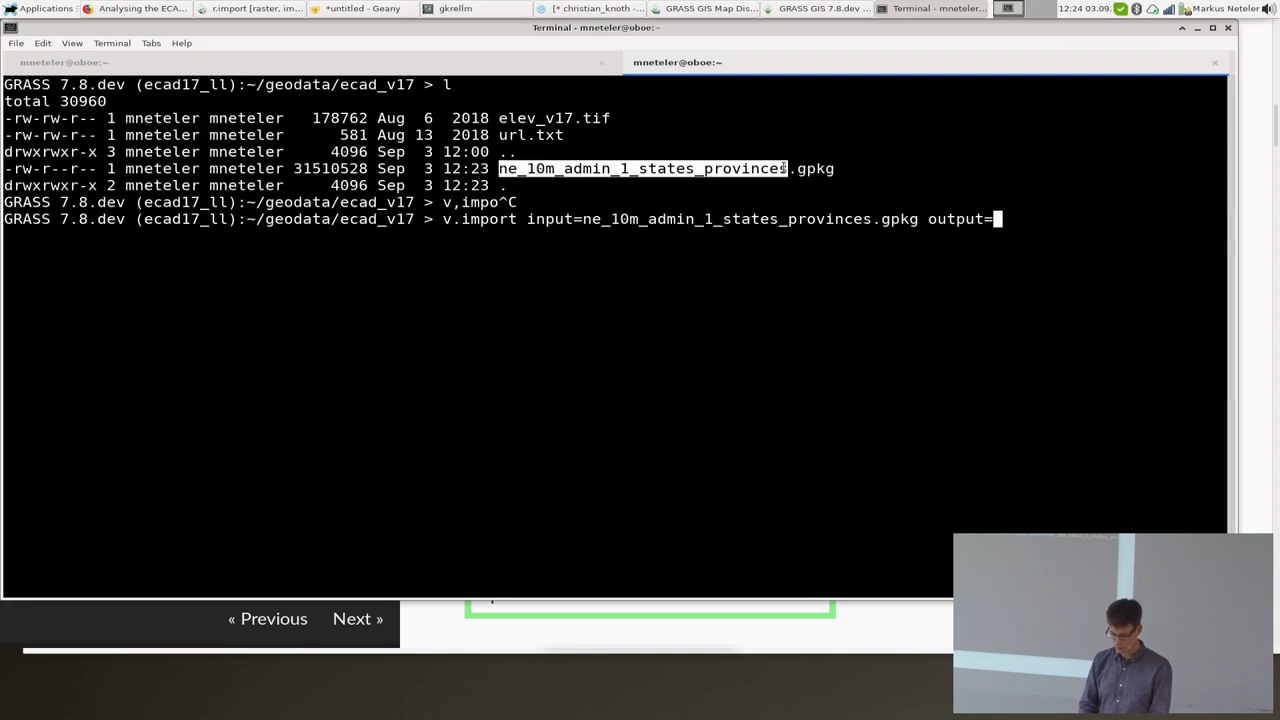 Applications
Analysing the ECA...
r.import [raster, im...
*untitled - Geany
gkrellm
[* christian_knoth -...
GRASS GIS Map Dis...
GRASS GIS 7.8.dev ...
Terminal - mneteler...
12:24 03.09.
Markus Neteler
Terminal - mneteler@oboe:~
File Edit View Terminal Tabs Help
mneteler@oboe:~
mneteler@oboe:~
GRASS 7.8.dev (ecad17_ll):~/geodata/ecad_v17 > l
total 30960
-rw-rw-r-- 1 mneteler mneteler 178762 Aug 6 2018 elev_v17.tif
-rw-rw-r-- 1 mneteler mneteler 581 Aug 13 2018 url.txt
drwxrwxr-x 3 mneteler mneteler 4096 Sep 3 12:00 ..
-rw-r--r-- 1 mneteler mneteler 31510528 Sep 3 12:23 ne_10m_admin_1_states_provinces.gpkg
drwxrwxr-x 2 mneteler mneteler 4096 Sep 3 12:23 .
GRASS 7.8.dev (ecad17_ll):~/geodata/ecad_v17 > v,impo^C
GRASS 7.8.dev (ecad17_ll):~/geodata/ecad_v17 > v.import input=ne_10m_admin_1_states_provinces.gpkg output=
« Previous Next »